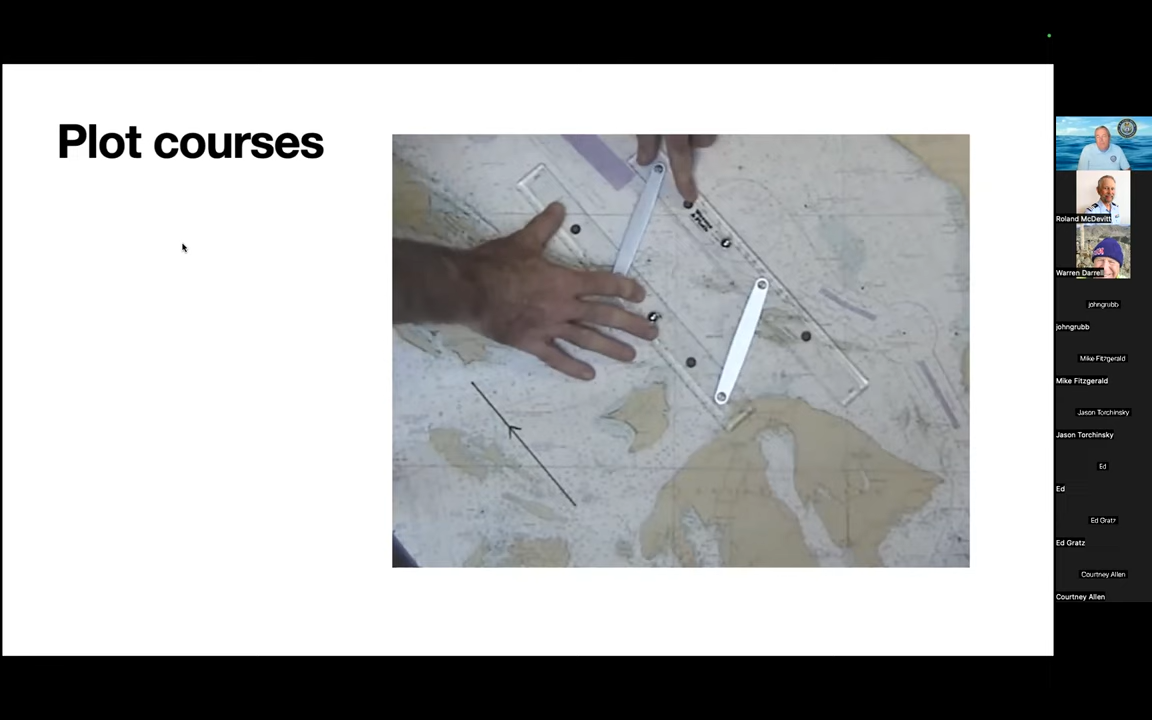 Plot courses
Roland McDevitt
Warren Darrell
johngrubb
johngrubb
Mike Fitzgerald
Mike Fitzgerald
Jason Torchinsky
Jason Torchinsky
Ed
Ed
Ed Gratz
Ed Gratz
Courtney Allen
Courtney Allen